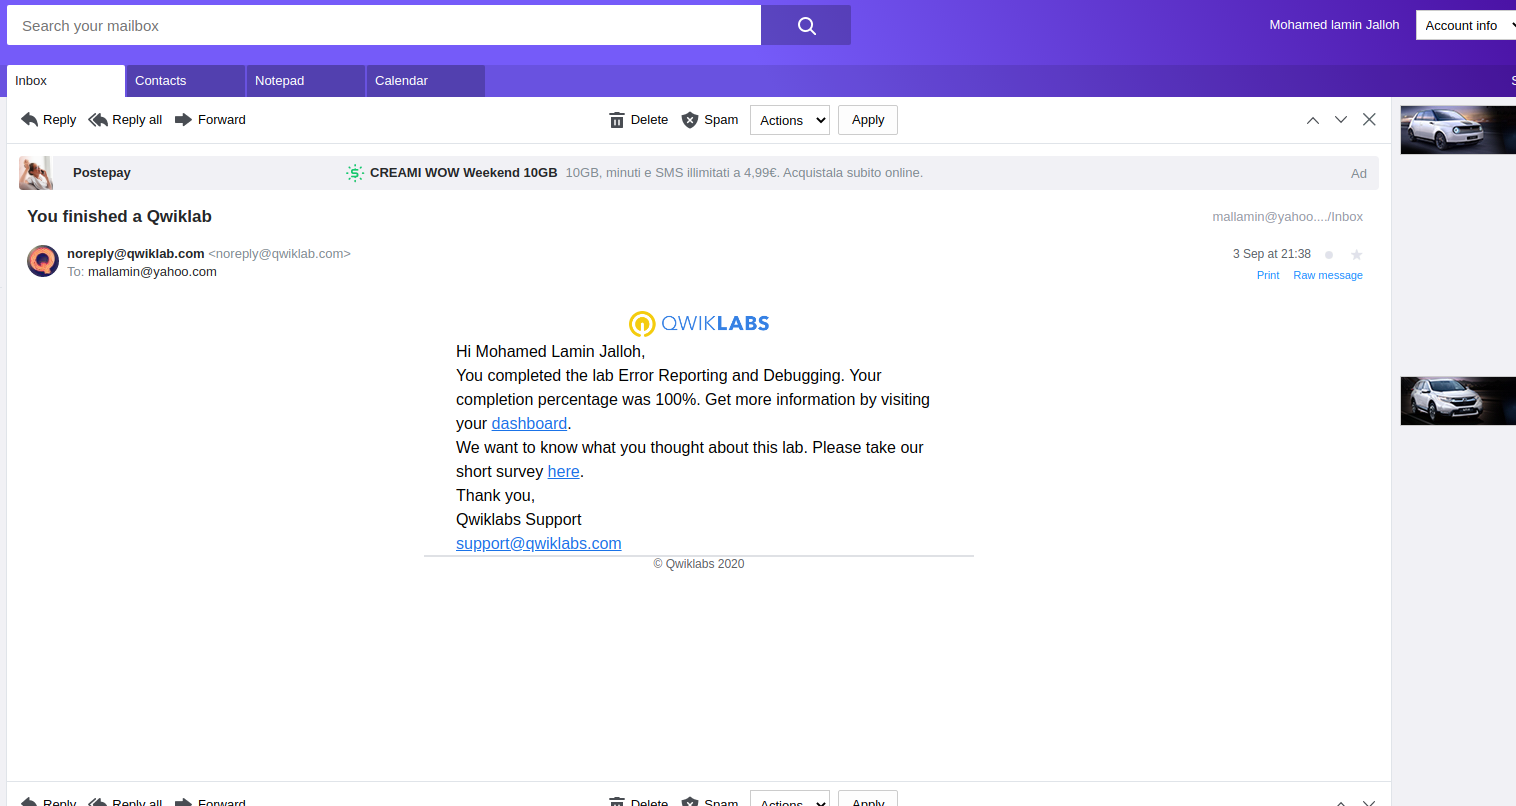 Search your mailbox
Mohamed lamin Jalloh
Account info
Inbox
Contacts
Notepad
Calendar
S
Reply
Reply all
Forward
Delete
Spam
Actions
Apply
Postepay
CREAMI WOW Weekend 10GB 10GB, minuti e SMS illimitati a 4,99€. Acquistala subito online.
Ad
You finished a Qwiklab
mallamin@yahoo..../Inbox
noreply@qwiklab.com <noreply@qwiklab.com>
3 Sep at 21:38
To: mallamin@yahoo.com
Print
Raw message
QWIKLABS
Hi Mohamed Lamin Jalloh,
You completed the lab Error Reporting and Debugging. Your
completion percentage was 100%. Get more information by visiting
your dashboard.
We want to know what you thought about this lab. Please take our
short survey here.
Thank you,
Qwiklabs Support
support@qwiklabs.com
© Qwiklabs 2020
Reply
Reply all
Forward
Delete
Spam
Actions
Apply